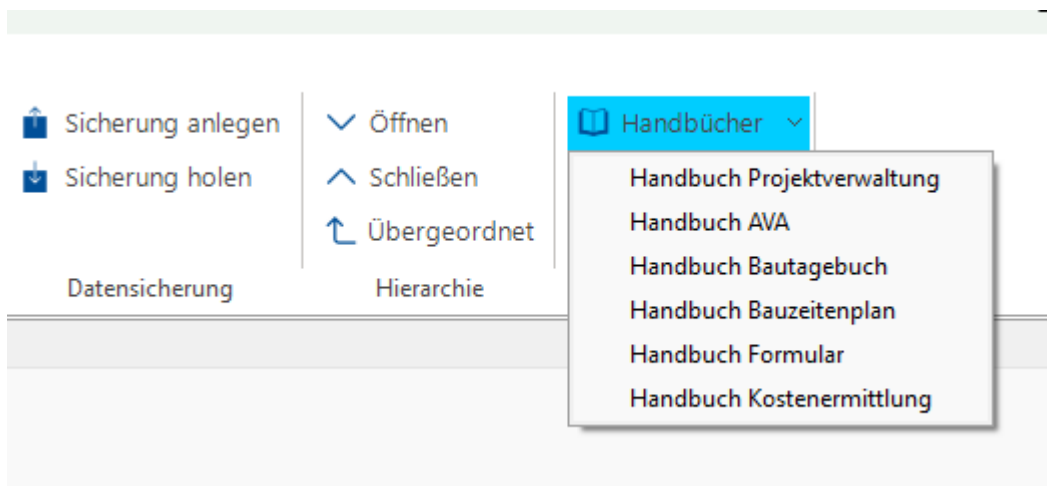 Sicherung anlegen
Sicherung holen
Datensicherung
Öffnen
Schließen
Übergeordnet
Hierarchie
Handbücher
Handbuch Projektverwaltung
Handbuch AVA
Handbuch Bautagebuch
Handbuch Bauzeitenplan
Handbuch Formular
Handbuch Kostenermittlung